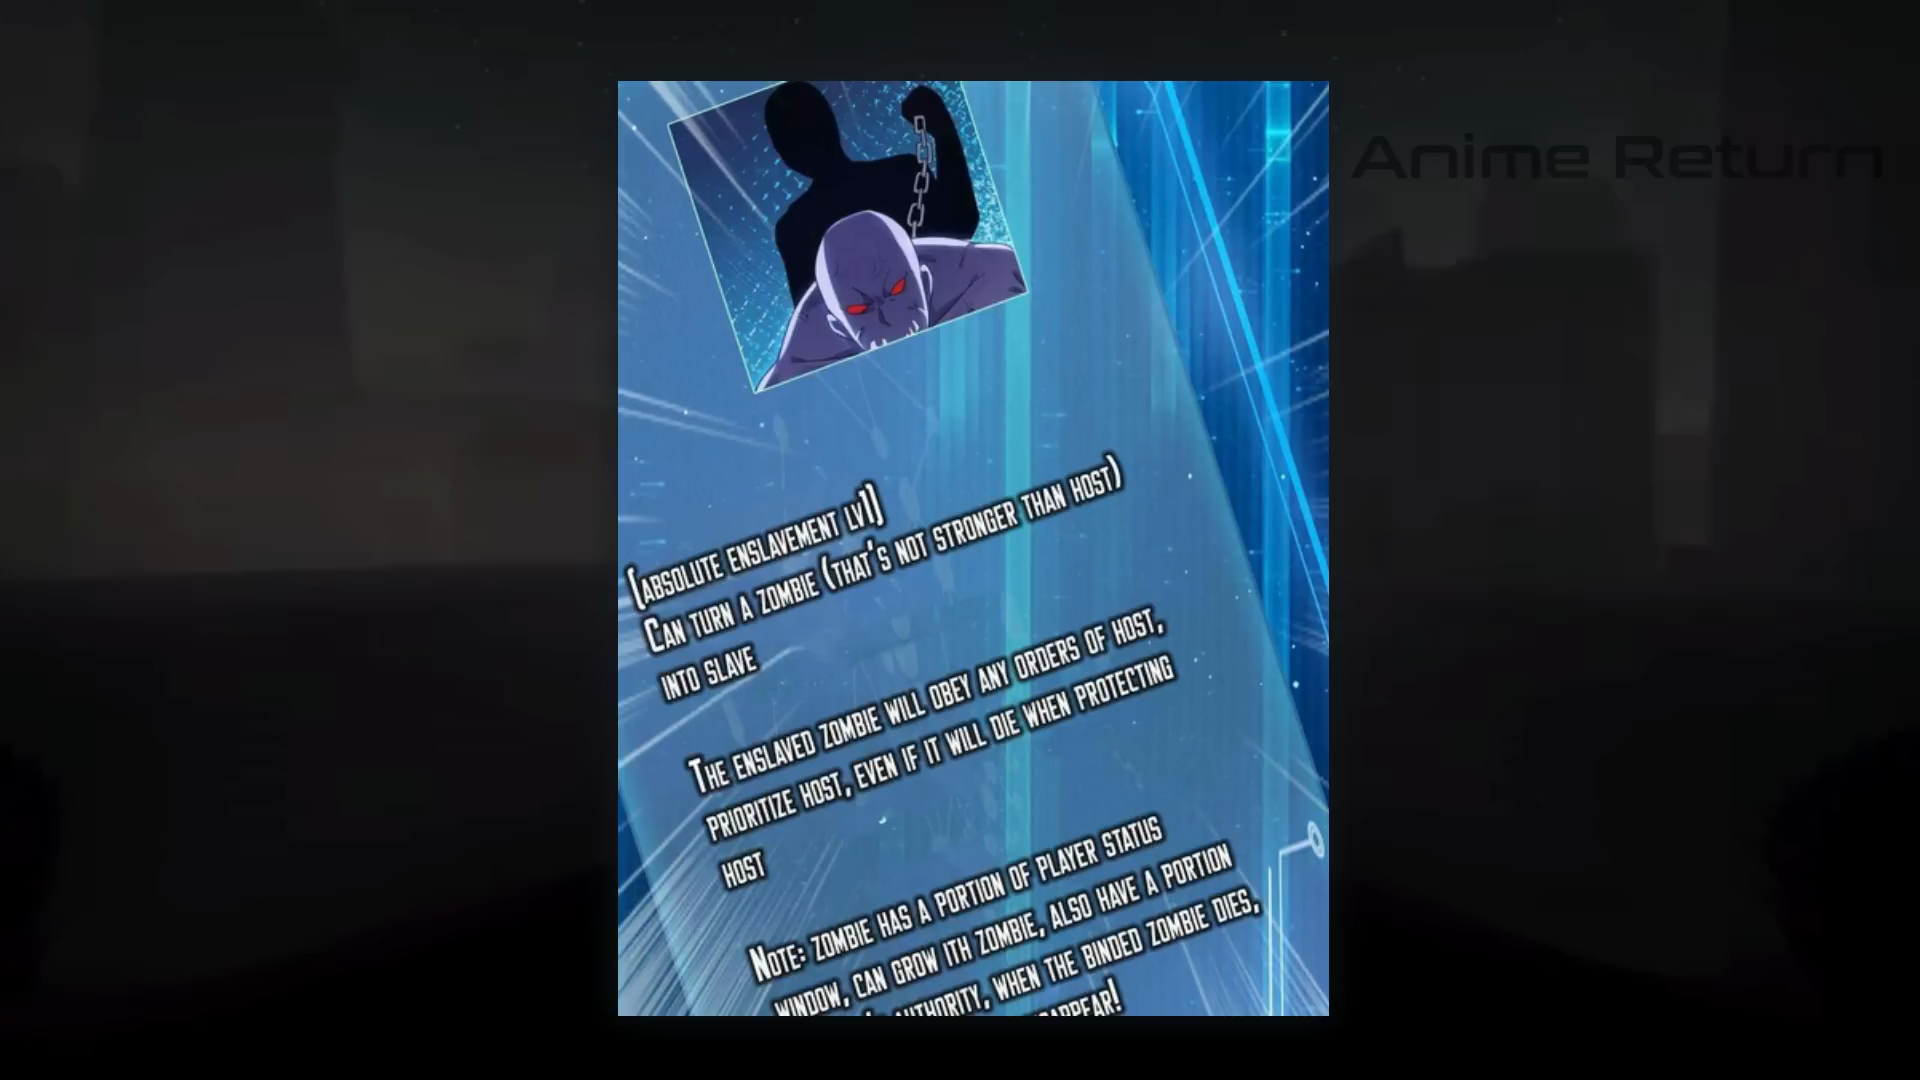 Anime Return
[ABSOLUTE ENSLAVEMENT LV1]
CAN TURN A ZOMBIE (THAT'S NOT STRONGER THAN HOST)
INTO SLAVE
THE ENSLAVED ZOMBIE WILL OBEY ANY ORDERS OF HOST,
PRIORITIZE HOST, EVEN IF IT WILL DIE WHEN PROTECTING
HOST
NOTE: ZOMBIE HAS A PORTION OF PLAYER STATUS
WINDOW, CAN GROW ITH ZOMBIE, ALSO HAVE A PORTION
AUTHORITY, WHEN THE BINDED ZOMBIE DIES,